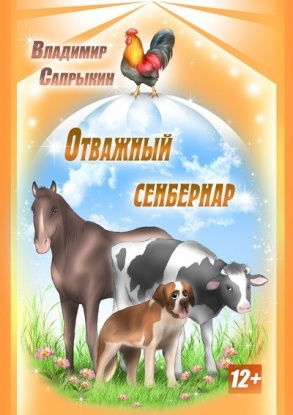 Владимир
Сапрыкин
Отважный
сенбернар
12+